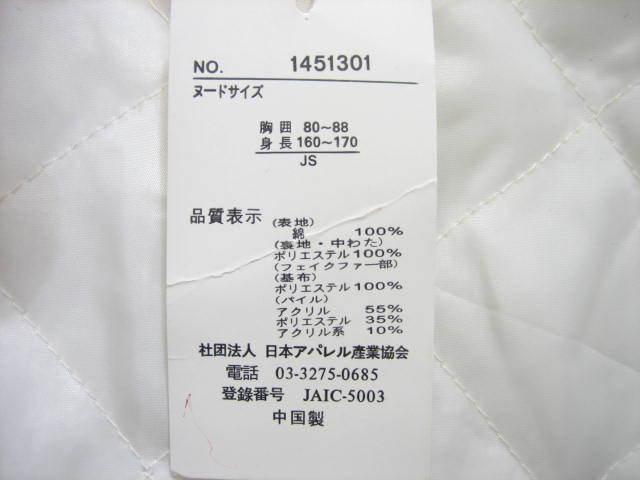 NO. 1451301
ヌードサイズ
胸囲 80~88
身長 160~170
JS
品質表示
(表地)
綿 100%
(裏地・中わた)
ポリエステル 100%
(フェイクファー部)
(基布)
ポリエステル 100%
(パイル)
アクリル 55%
ポリエステル 35%
アクリル系 10%
社団法人 日本アパレル産業協会
電話 03-3275-0685
登録番号 JAIC-5003
中国製